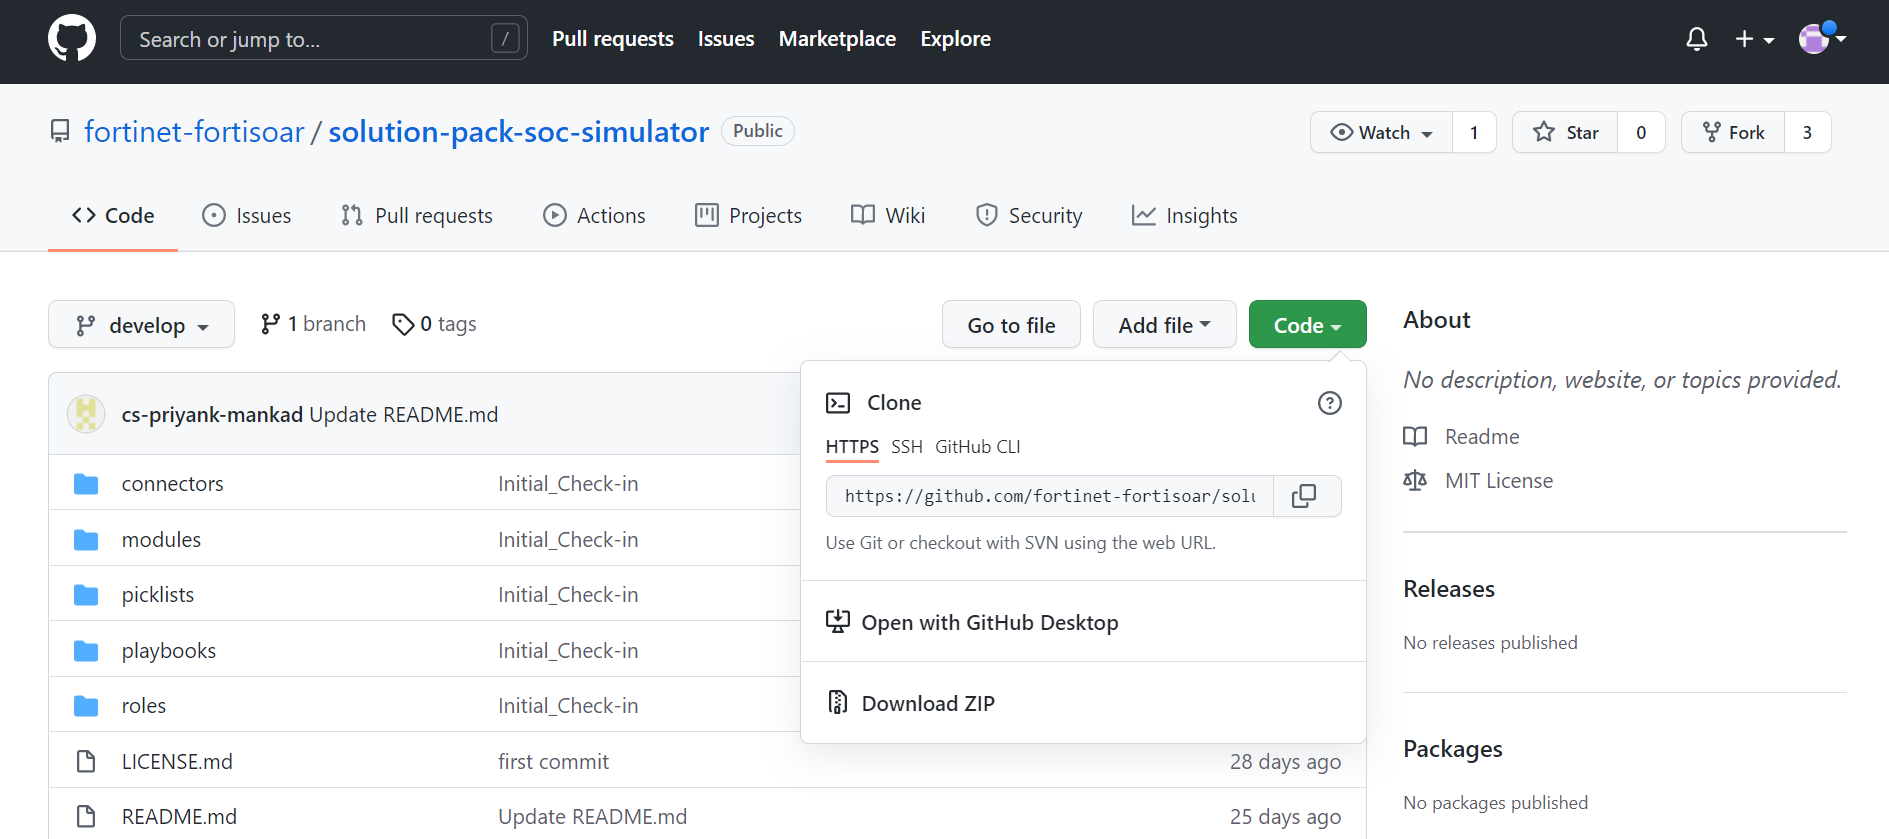 Search or jump to... /
Pull requests Issues Marketplace Explore
fortinet-fortisoar / solution-pack-soc-simulator Public
Watch 1 Star 0 Fork 3
Code Issues Pull requests Actions Projects Wiki Security Insights
develop 1 branch 0 tags
Go to file Add file Code
cs-priyank-mankad Update README.md
connectors Initial_Check-in
modules Initial_Check-in
picklists Initial_Check-in
playbooks Initial_Check-in
roles Initial_Check-in
LICENSE.md first commit 28 days ago
README.md Update README.md 25 days ago
Clone
HTTPS SSH GitHub CLI
https://github.com/fortinet-fortisoar/solu
Use Git or checkout with SVN using the web URL.
Open with GitHub Desktop
Download ZIP
About
No description, website, or topics provided.
Readme
MIT License
Releases
No releases published
Packages
No packages published